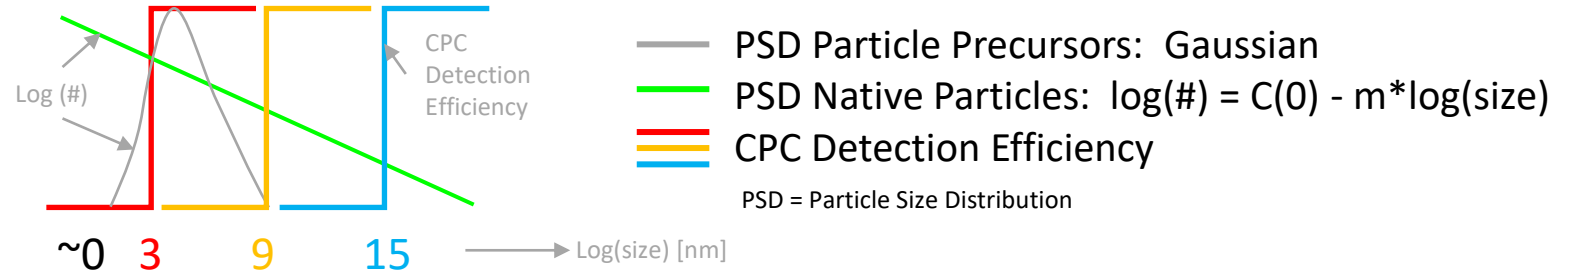 Log (#)
CPC
Detection
Efficiency
~0 3 9 15
Log(size) [nm]
PSD Particle Precursors: Gaussian
PSD Native Particles: log(#) = C(0) - m*log(size)
CPC Detection Efficiency
PSD = Particle Size Distribution